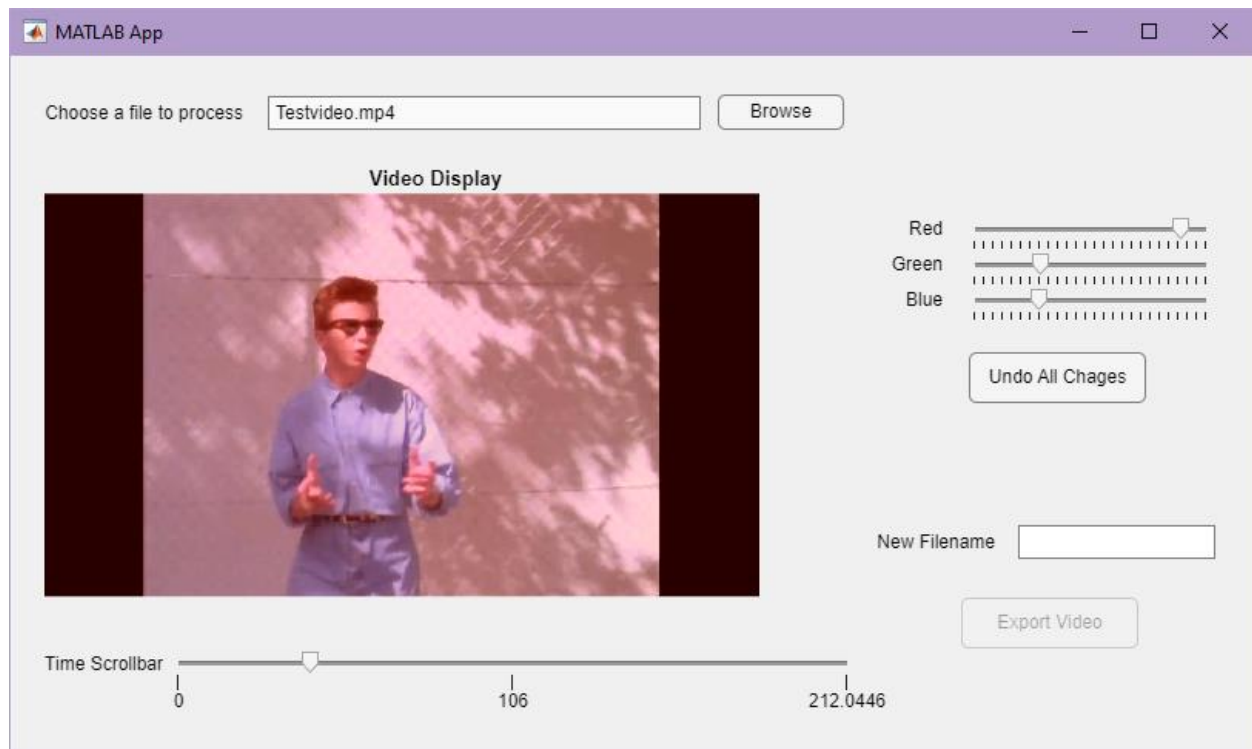 MATLAB App
Choose a file to process Testvideo.mp4 Browse
Video Display
Red
Green
Blue
Undo All Chages
New Filename
Export Video
Time Scrollbar
0 106 212.0446